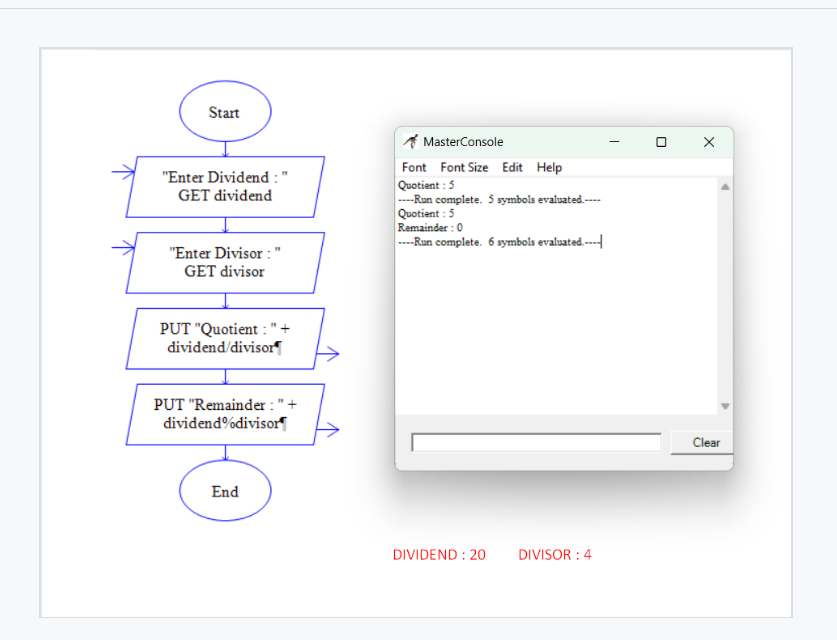 Start
"Enter Dividend : "
GET dividend
"Enter Divisor : "
GET divisor
PUT "Quotient : " +
dividend/divisor¶
PUT "Remainder : " +
dividend%divisor¶
End
MasterConsole
Font Font Size Edit Help
Quotient : 5
----Run complete.  5 symbols evaluated.----
Quotient : 5
Remainder : 0
----Run complete.  6 symbols evaluated.----
Clear
DIVIDEND : 20 DIVISOR : 4